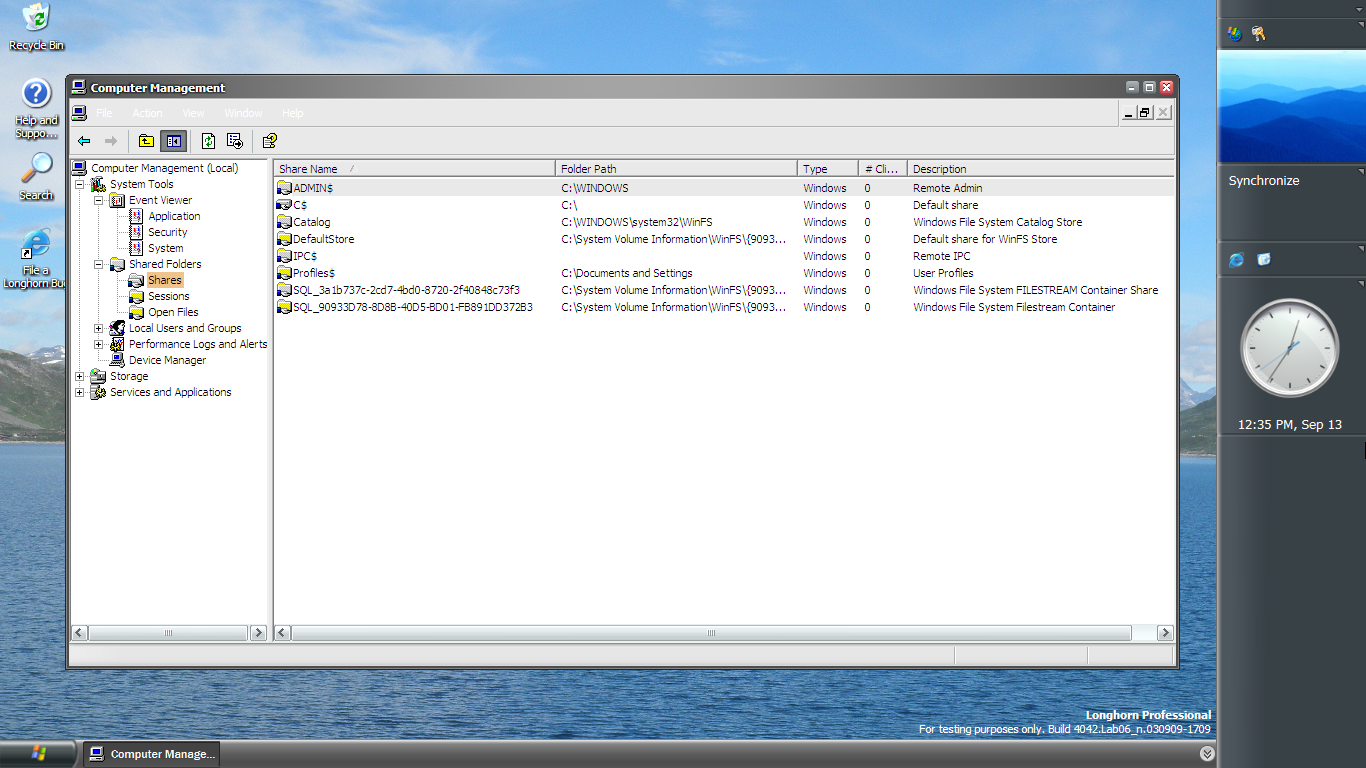 Recycle Bin
Help and
Suppo...
Search
File a
Longhorn Bu
Computer Management
File Action View Window Help
Computer Management (Local)
System Tools
Event Viewer
Application
Security
System
Shared Folders
Shares
Sessions
Open Files
Local Users and Groups
Performance Logs and Alerts
Device Manager
Storage
Services and Applications
Share Name Folder Path Type # Cli... Description
ADMIN$ C:\WINDOWS Windows 0 Remote Admin
C$ C:\ Windows 0 Default share
Catalog C:\WINDOWS\system32\WinFS Windows 0 Windows File System Catalog Store
DefaultStore C:\System Volume Information\WinFS\{9093... Windows 0 Default share for WinFS Store
IPC$ Windows 0 Remote IPC
Profiles$ C:\Documents and Settings Windows 0 User Profiles
SQL_3a1b737c-2cd7-4bd0-8720-2f40848c73f3 C:\System Volume Information\WinFS\{9093... Windows 0 Windows File System FILESTREAM Container Share
SQL_90933D78-8D8B-40D5-BD01-FB891DD372B3 C:\System Volume Information\WinFS\{9093... Windows 0 Windows File System Filestream Container
Synchronize
12:35 PM, Sep 13
Longhorn Professional
For testing purposes only. Build 4042.Lab06_n.030909-1709
Computer Manage...